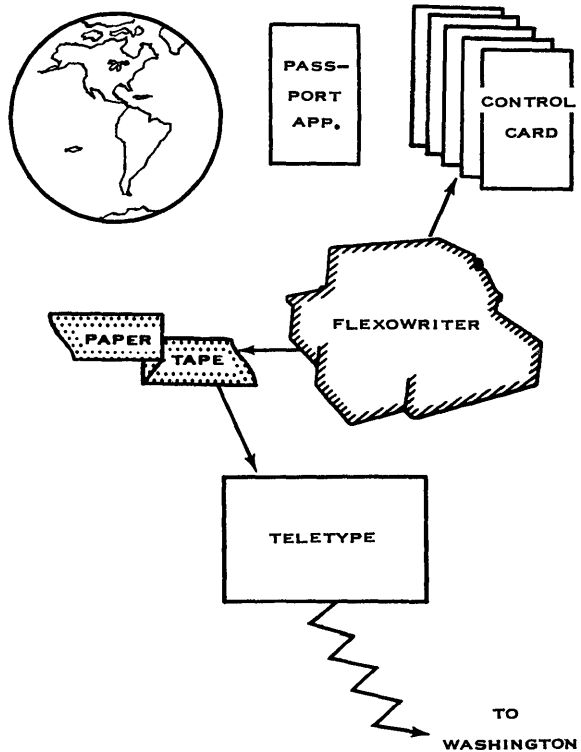 PASS-
PORT
APP.
CONTROL
CARD
FLEXOWRITER
PAPER
TAPE
TELETYPE
TO
WASHINGTON